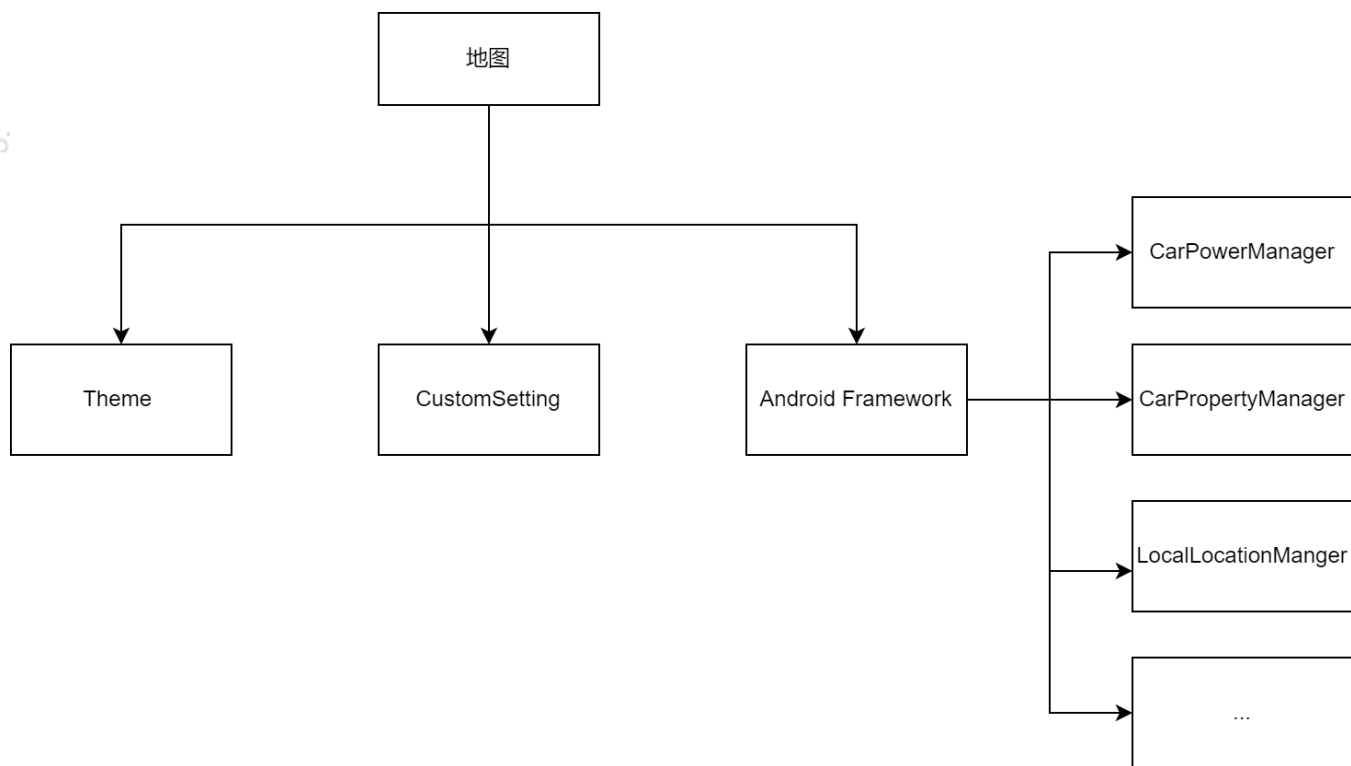 地图
Theme
CustomSetting
Android Framework
CarPowerManager
CarPropertyManager
LocalLocationManger
...